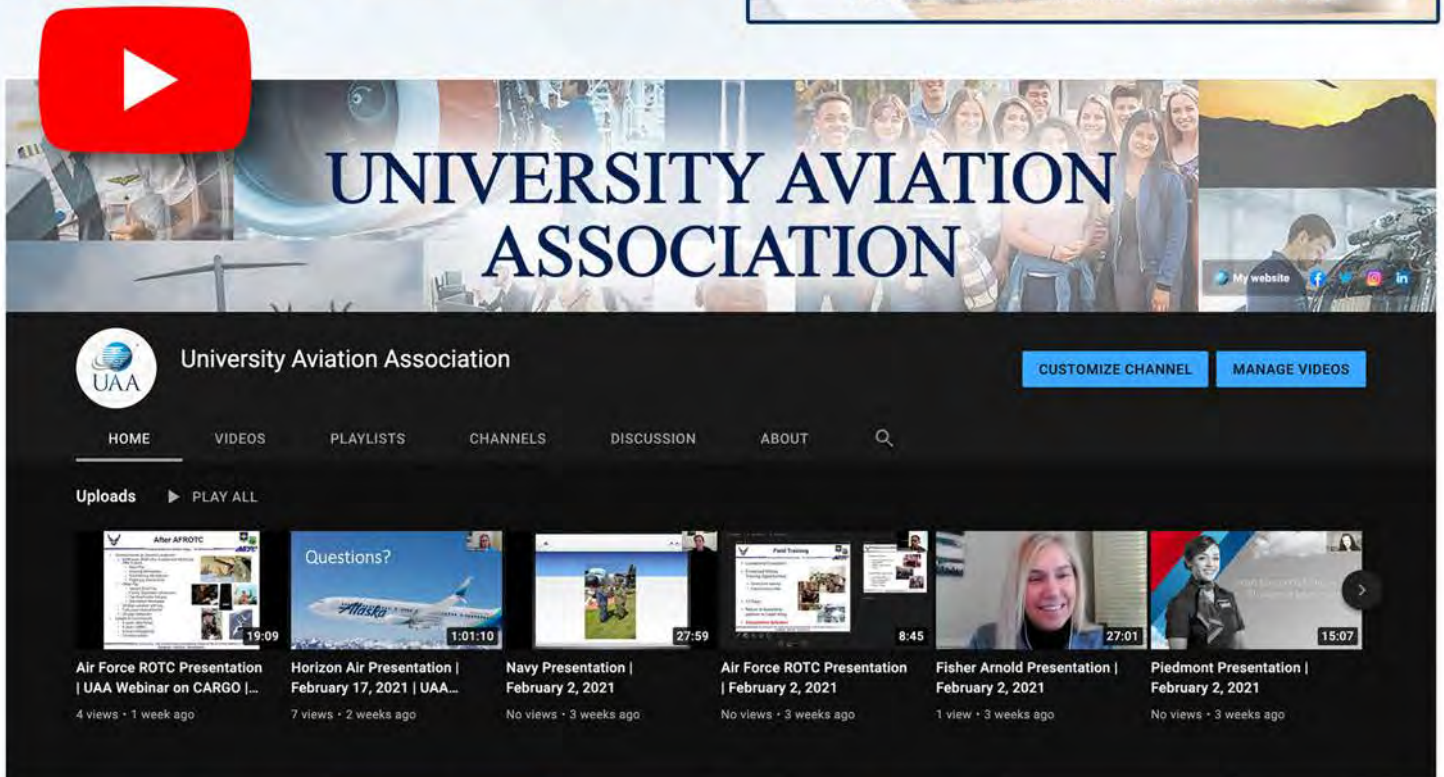 UNIVERSITY AVIATION
ASSOCIATION
My website
UAA
University Aviation Association
CUSTOMIZE CHANNEL
MANAGE VIDEOS
HOME
VIDEOS
PLAYLISTS
CHANNELS
DISCUSSION
ABOUT
Uploads
PLAY ALL
After AFROTC
19:09
Questions?
Alaska
1:01:10
27:59
Field Training
8:45
27:01
15:07
Air Force ROTC Presentation
| UAA Webinar on CARGO |...
4 views • 1 week ago
Horizon Air Presentation |
February 17, 2021 | UAA...
7 views • 2 weeks ago
Navy Presentation |
February 2, 2021
No views • 3 weeks ago
Air Force ROTC Presentation
| February 2, 2021
No views • 3 weeks ago
Fisher Arnold Presentation |
February 2, 2021
1 view • 3 weeks ago
Piedmont Presentation |
February 2, 2021
No views • 3 weeks ago